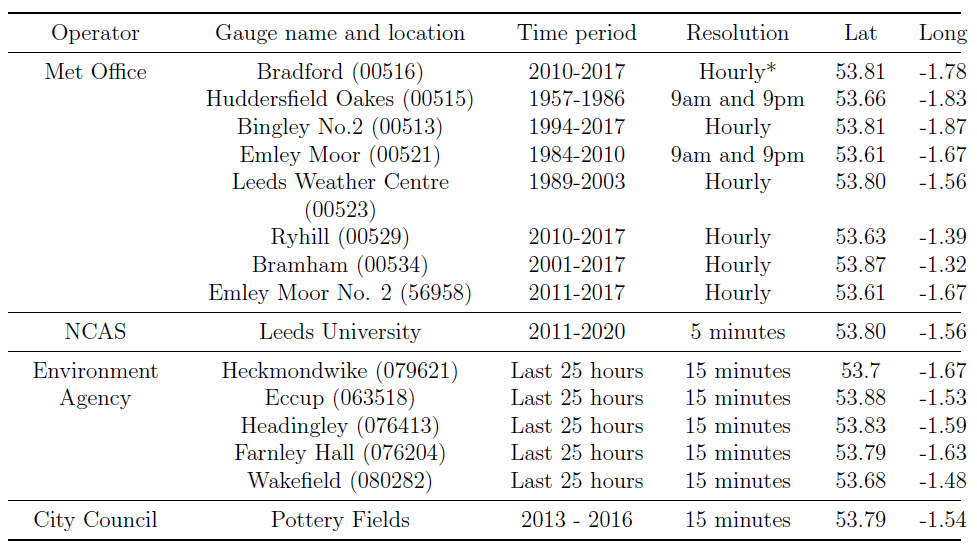 Operator Gauge name and location Time period Resolution Lat Long
Met Office Bradford (00516) 2010-2017 Hourly* 53.81 -1.78
Huddersfield Oakes (00515) 1957-1986 9am and 9pm 53.66 -1.83
Bingley No.2 (00513) 1994-2017 Hourly 53.81 -1.87
Emley Moor (00521) 1984-2010 9am and 9pm 53.61 -1.67
Leeds Weather Centre 1989-2003 Hourly 53.80 -1.56
(00523)
Ryhill (00529) 2010-2017 Hourly 53.63 -1.39
Bramham (00534) 2001-2017 Hourly 53.87 -1.32
Emley Moor No. 2 (56958) 2011-2017 Hourly 53.61 -1.67
NCAS Leeds University 2011-2020 5 minutes 53.80 -1.56
Environment Heckmondwike (079621) Last 25 hours 15 minutes 53.7 -1.67
Agency Eccup (063518) Last 25 hours 15 minutes 53.88 -1.53
Headingley (076413) Last 25 hours 15 minutes 53.83 -1.59
Farnley Hall (076204) Last 25 hours 15 minutes 53.79 -1.63
Wakefield (080282) Last 25 hours 15 minutes 53.68 -1.48
City Council Pottery Fields 2013 - 2016 15 minutes 53.79 -1.54